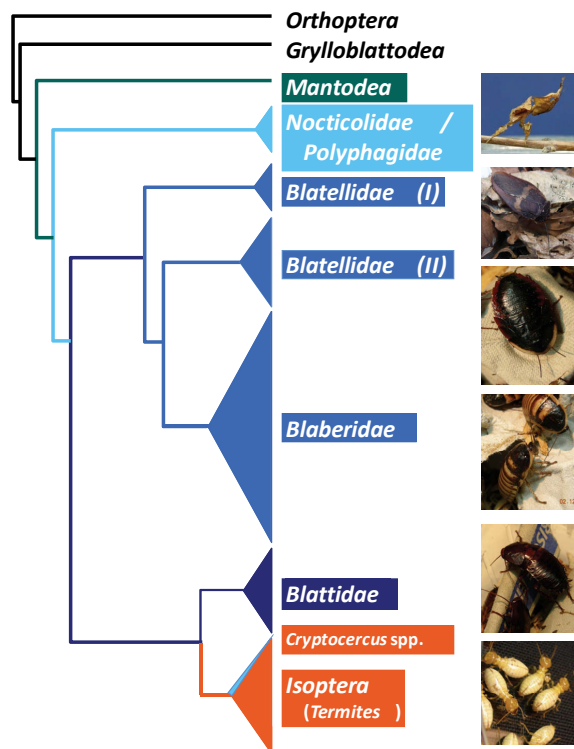 Orthoptera
Grylloblattodea
Mantodea
Nocticolidae /
Polyphagidae
Blatellidae (I)
Blatellidae (II)
Blaberidae
Blattidae
Cryptocercus spp.
Isoptera
(Termites )